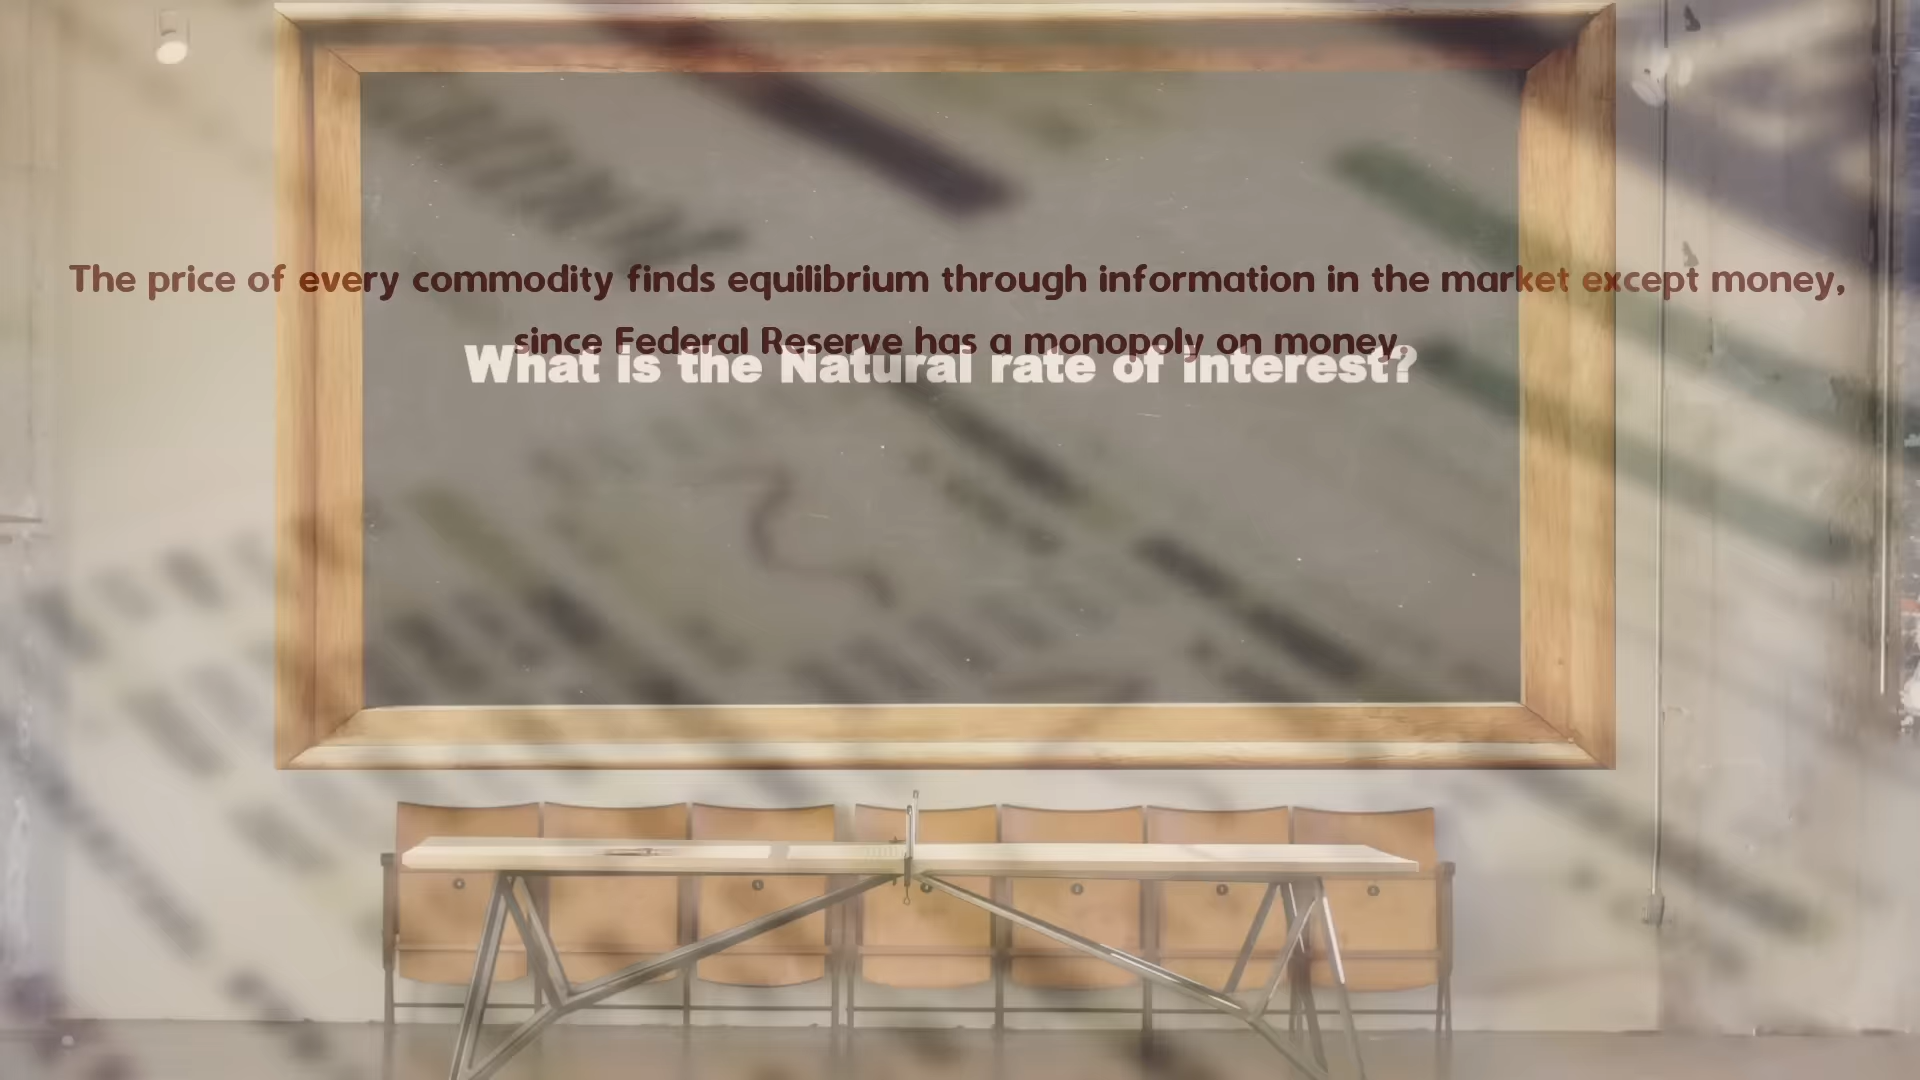 The price of every commodity finds equilibrium through information in the market except money,
since Federal Reserve has a monopoly on money.
What is the Natural rate of interest?